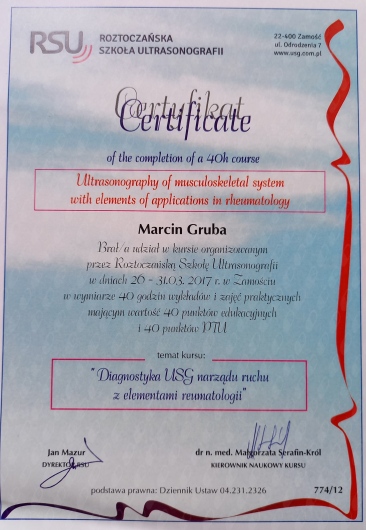 RSU ROZTOCZAŃSKA
SZKOŁA ULTRASONOGRAFII
22-400 Zamość
ul. Odrodzenia 7
www.usg.com.pl
Certyfikat
Certificate
of the completion of a 40h course
Ultrasonography of musculoskeletal system
with elements of applications in rheumatology
Marcin Gruba
Brał/a udział w kursie organizowanym
przez Roztoczańską Szkołę Ultrasonografii
w dniach 26 - 31.03. 2017 r. w Zamościu
w wymiarze 40 godzin wykładów i zajęć praktycznych
mającym wartość 40 punktów edukacyjnych
i 40 punktów PTU
temat kursu:
"Diagnostyka USG narządu ruchu
z elementami reumatologii"
Jan Mazur
DYREKTOR RSU
dr n. med. Małgorzata Serafin-Król
KIEROWNIK NAUKOWY KURSU
podstawa prawna: Dziennik Ustaw 04.231.2326
774/12